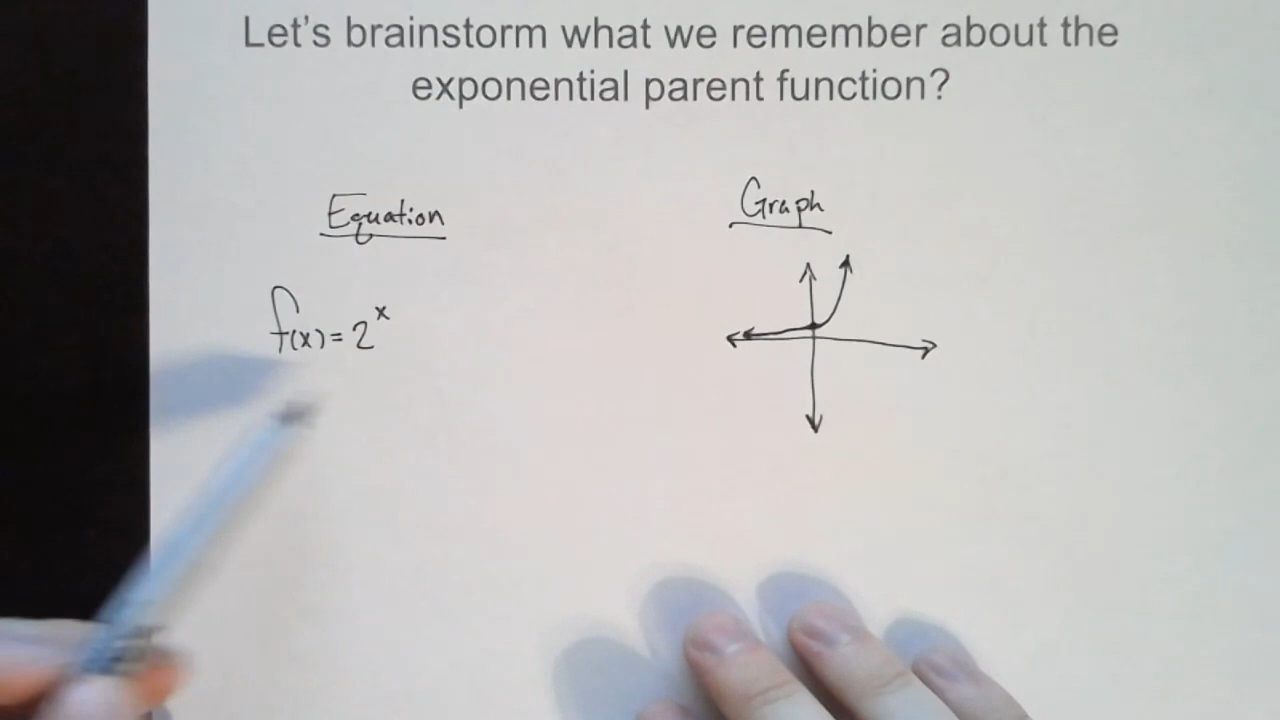 Let's brainstorm what we remember about the
exponential parent function?
Equation
Graph
f(x) = 2^x